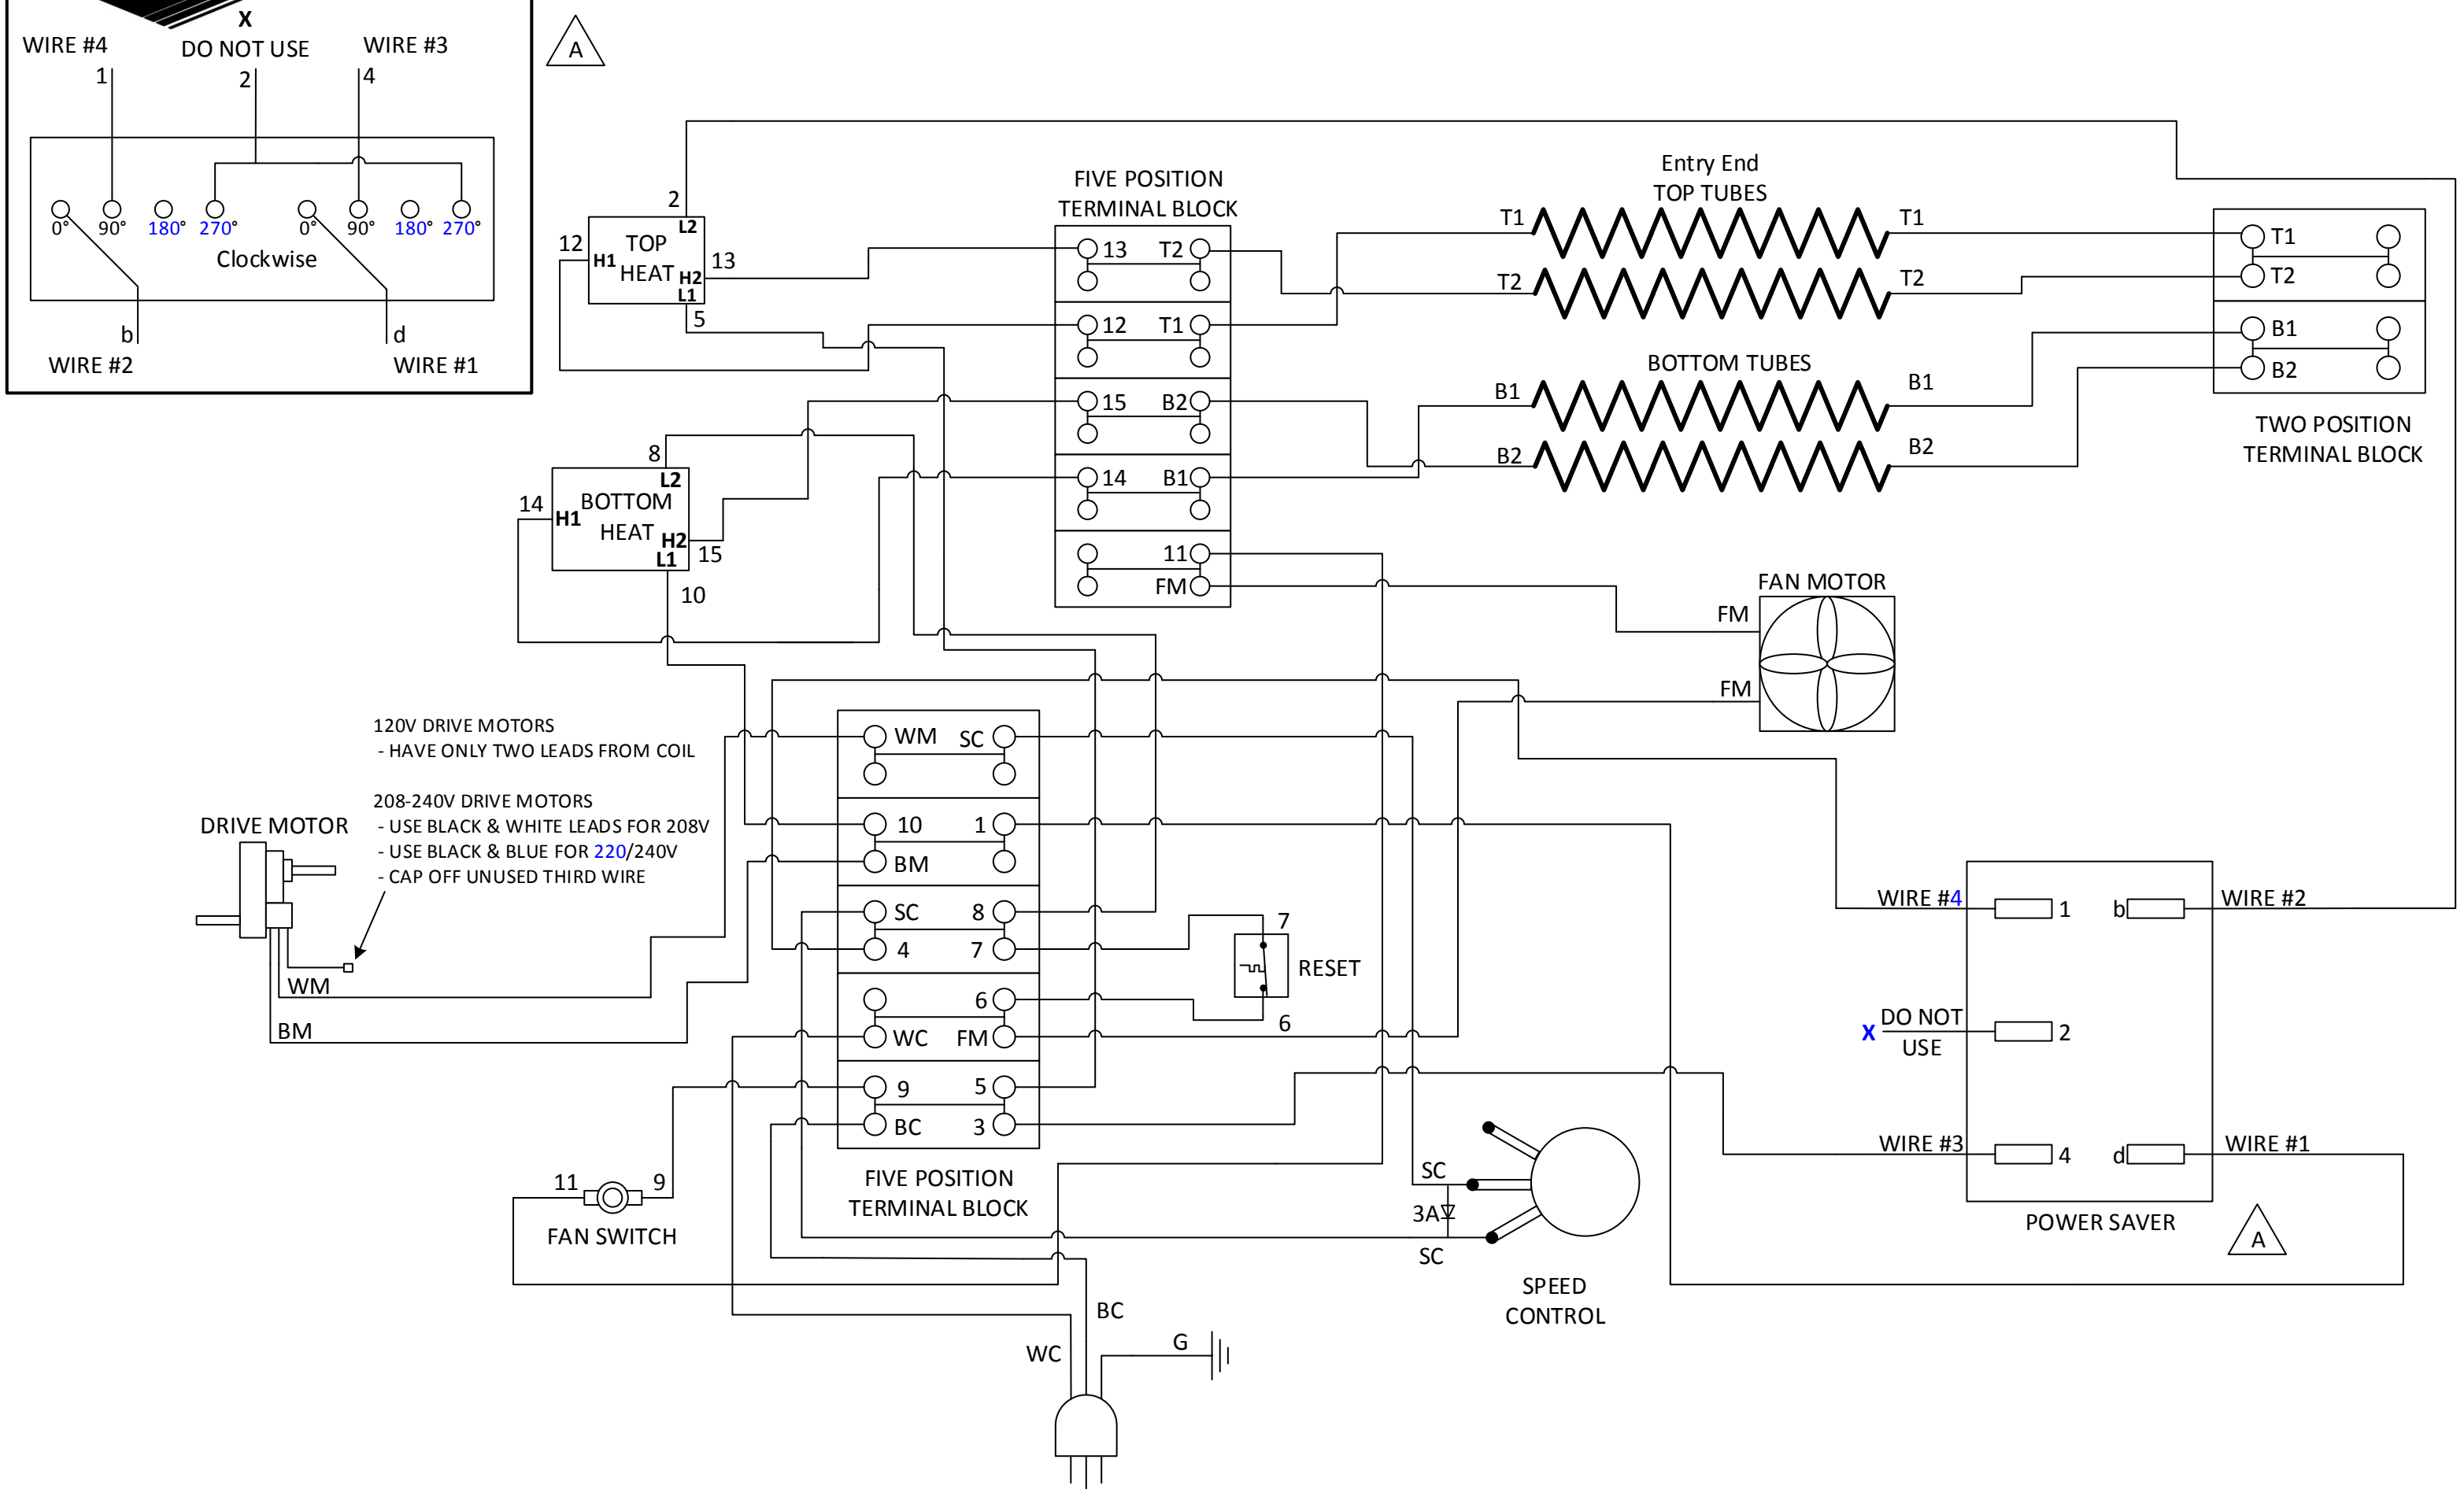 X
WIRE #4
DO NOT USE
WIRE #3
1
2
4
0°
90°
180°
270°
0°
90°
180°
270°
Clockwise
b
d
WIRE #2
WIRE #1
A
2
L2
12
H1
TOP
HEAT
H2
L1
13
5
FIVE POSITION
TERMINAL BLOCK
13
T2
12
T1
15
B2
14
B1
11
FM
Entry End
TOP TUBES
T1
T1
T2
T2
BOTTOM TUBES
B1
B1
B2
B2
T1
T2
B1
B2
TWO POSITION
TERMINAL BLOCK
8
L2
14
H1
BOTTOM
HEAT
H2
L1
15
10
FAN MOTOR
FM
FM
120V DRIVE MOTORS
- HAVE ONLY TWO LEADS FROM COIL
208-240V DRIVE MOTORS
- USE BLACK & WHITE LEADS FOR 208V
- USE BLACK & BLUE FOR 220/240V
- CAP OFF UNUSED THIRD WIRE
DRIVE MOTOR
WM
BM
WM
SC
10
1
BM
SC
8
4
7
6
WC
FM
9
5
BC
3
FIVE POSITION
TERMINAL BLOCK
7
RESET
6
WIRE #4
1
b
WIRE #2
X
DO NOT
USE
2
WIRE #3
4
d
WIRE #1
POWER SAVER
A
11
9
FAN SWITCH
SC
3A
SC
SPEED
CONTROL
BC
WC
G